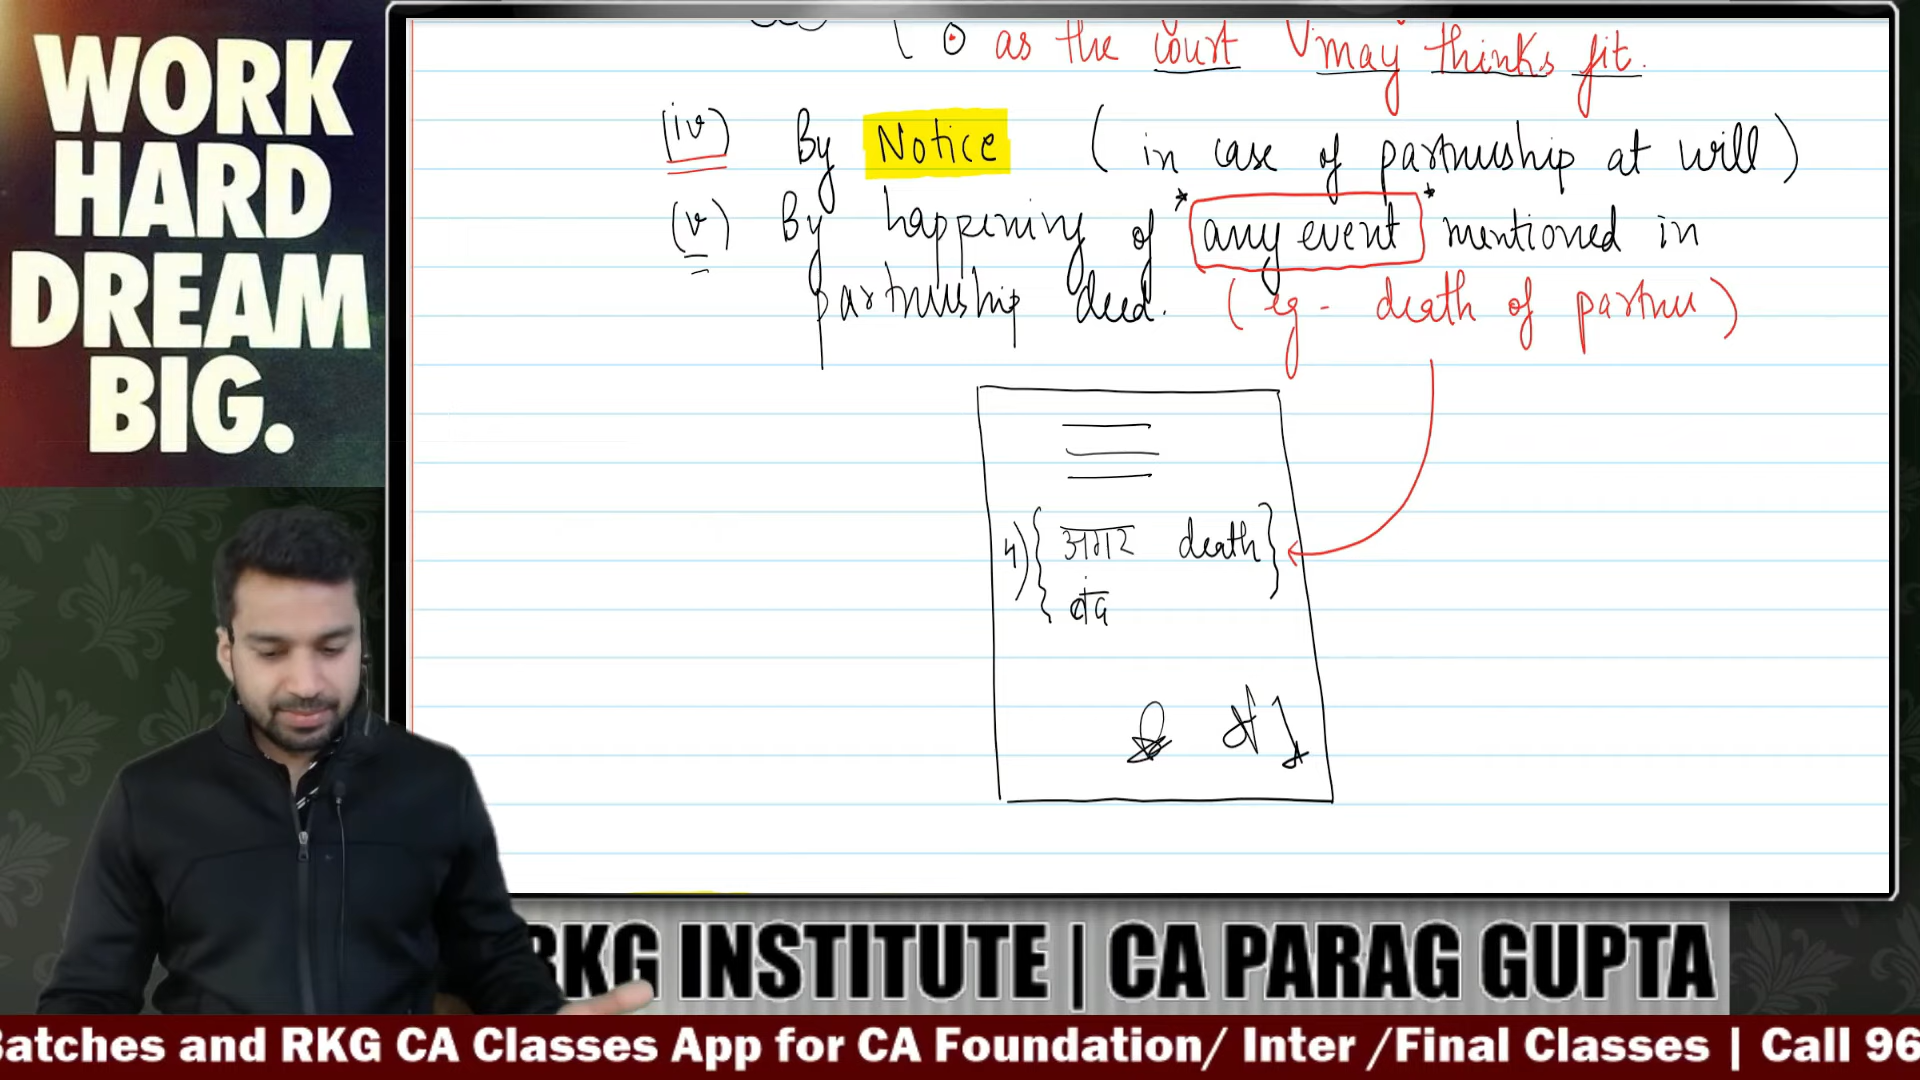 WORK
HARD
DREAM
BIG.
as the court may thinks fit.
(iv) By Notice (in case of partnership at will)
(v) By happening of *any event* mentioned in
partnership deed. (eg - death of partner)
4) { अगर death }
बंद
RKG INSTITUTE | CA PARAG GUPTA
Batches and RKG CA Classes App for CA Foundation/ Inter /Final Classes | Call 96